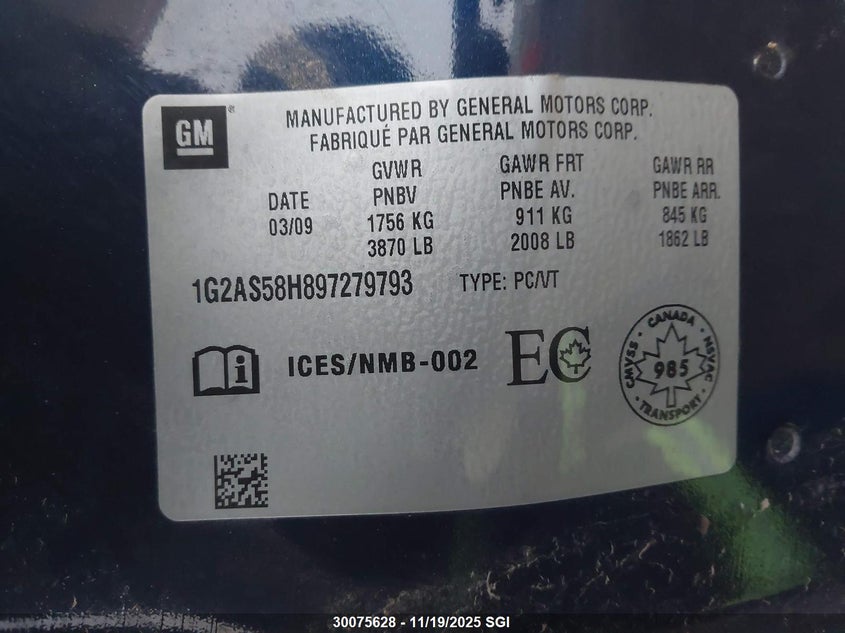 GM ®
MANUFACTURED BY GENERAL MOTORS CORP.
FABRIQUÉ PAR GENERAL MOTORS CORP.
DATE
03/09
GVWR
PNBV
1756 KG
3870 LB
GAWR FRT
PNBE AV.
911 KG
2008 LB
GAWR RR
PNBE ARR.
845 KG
1862 LB
1G2AS58H897279793 TYPE: PC/VT
ICES/NMB-002
EC
CANADA
CMVSS 985 NSVAC
TRANSPORT
30075628 - 11/19/2025 SGI